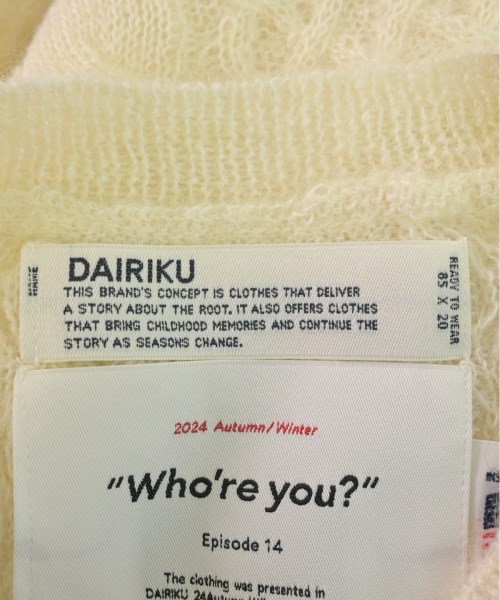 DAIRIKU
THIS BRAND'S CONCEPT IS CLOTHES THAT DELIVER
A STORY ABOUT THE ROOT. IT ALSO OFFERS CLOTHES
THAT BRING CHILDHOOD MEMORIES AND CONTINUE THE
STORY AS SEASONS CHANGE.
READY TO WEAR
85 X 20
2024 Autumn/Winter
"Who're you?"
Episode 14
The clothing was presented in
DAIRIKU